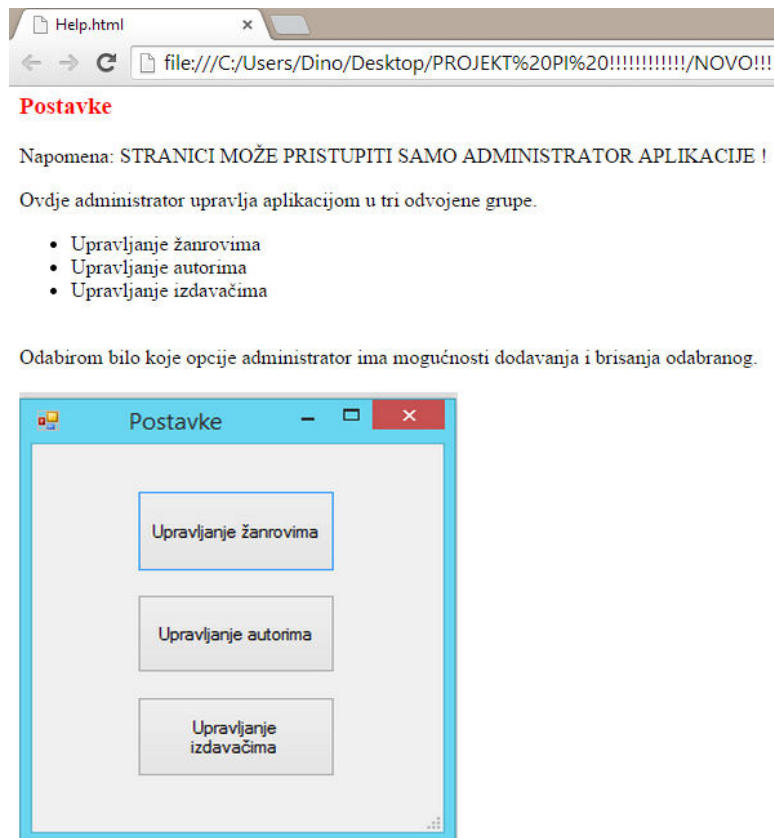 Help.html
file:///C:/Users/Dino/Desktop/PROJEKT%20PI%20!!!!!!!!!!!!/NOVO!!!
Postavke
Napomena: STRANICI MOŽE PRISTUPITI SAMO ADMINISTRATOR APLIKACIJE !
Ovdje administrator upravlja aplikacijom u tri odvojene grupe.
Upravljanje žanrovima
Upravljanje autorima
Upravljanje izdavačima
Odabirom bilo koje opcije administrator ima mogućnosti dodavanja i brisanja odabranog.
Postavke
Upravljanje žanrovima
Upravljanje autorima
Upravljanje
izdavačima